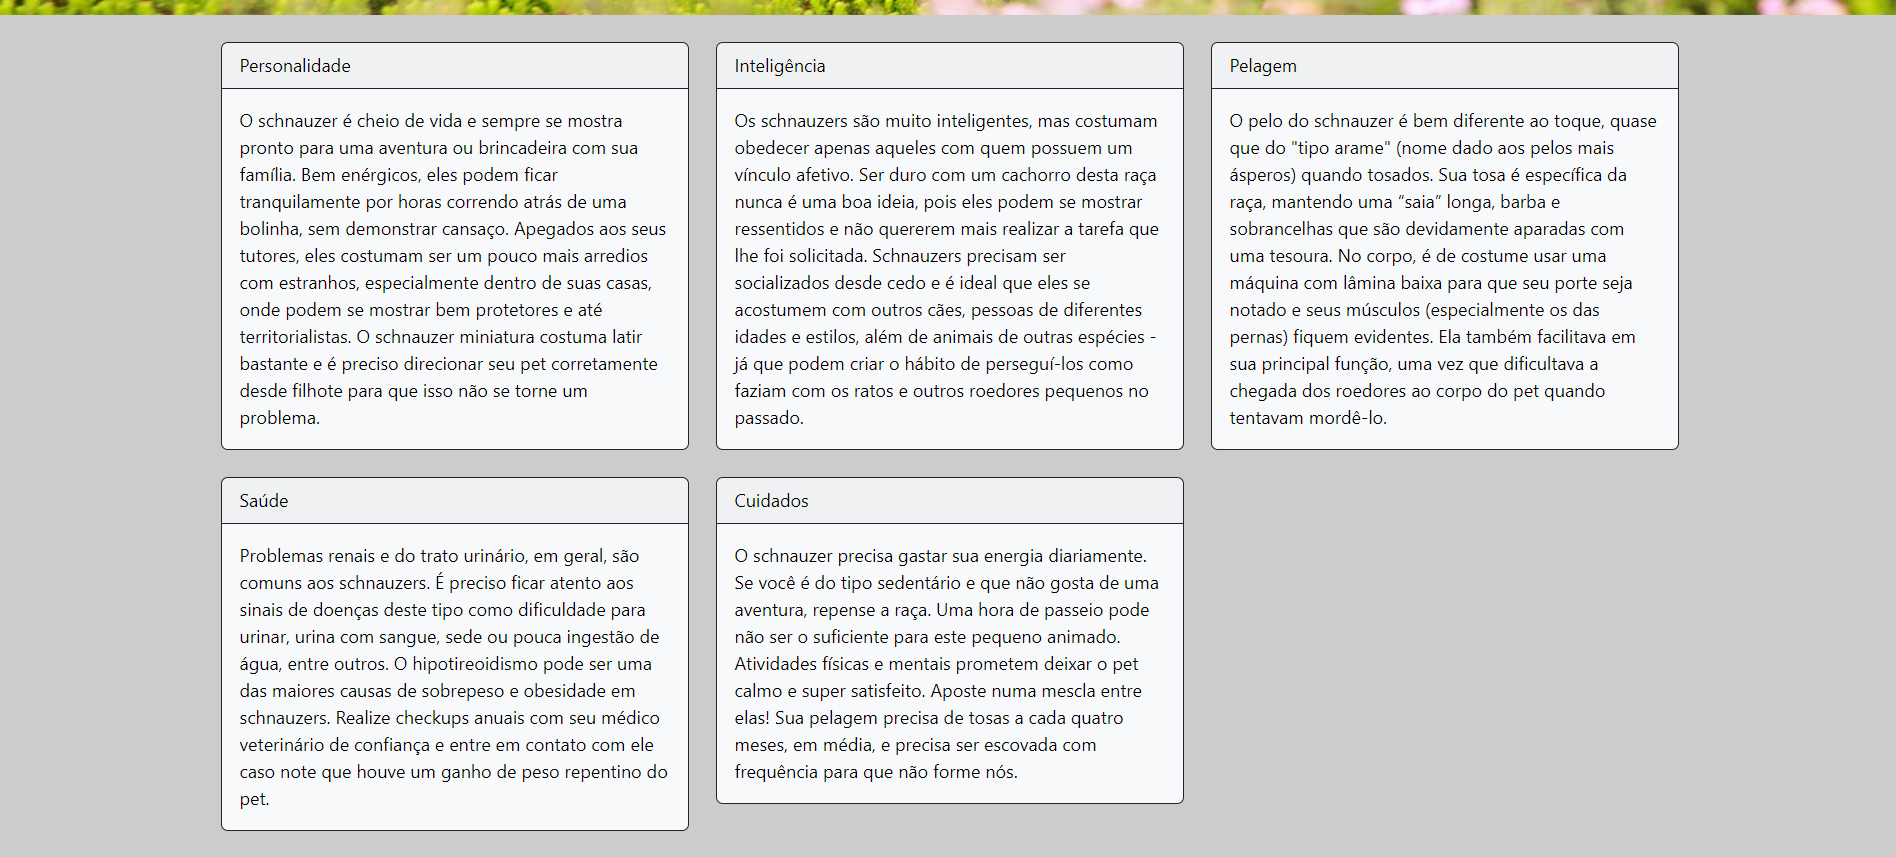 Personalidade
O schnauzer é cheio de vida e sempre se mostra
pronto para uma aventura ou brincadeira com sua
família. Bem enérgicos, eles podem ficar
tranquilamente por horas correndo atrás de uma
bolinha, sem demonstrar cansaço. Apegados aos seus
tutores, eles costumam ser um pouco mais arredios
com estranhos, especialmente dentro de suas casas,
onde podem se mostrar bem protetores e até
territorialistas. O schnauzer miniatura costuma latir
bastante e é preciso direcionar seu pet corretamente
desde filhote para que isso não se torne um
problema.
Inteligência
Os schnauzers são muito inteligentes, mas costumam
obedecer apenas aqueles com quem possuem um
vínculo afetivo. Ser duro com um cachorro desta raça
nunca é uma boa ideia, pois eles podem se mostrar
ressentidos e não quererem mais realizar a tarefa que
lhe foi solicitada. Schnauzers precisam ser
socializados desde cedo e é ideal que eles se
acostumem com outros cães, pessoas de diferentes
idades e estilos, além de animais de outras espécies -
já que podem criar o hábito de perseguí-los como
faziam com os ratos e outros roedores pequenos no
passado.
Pelagem
O pelo do schnauzer é bem diferente ao toque, quase
que do "tipo arame" (nome dado aos pelos mais
ásperos) quando tosados. Sua tosa é específica da
raça, mantendo uma “saia” longa, barba e
sobrancelhas que são devidamente aparadas com
uma tesoura. No corpo, é de costume usar uma
máquina com lâmina baixa para que seu porte seja
notado e seus músculos (especialmente os das
pernas) fiquem evidentes. Ela também facilitava em
sua principal função, uma vez que dificultava a
chegada dos roedores ao corpo do pet quando
tentavam mordê-lo.
Saúde
Problemas renais e do trato urinário, em geral, são
comuns aos schnauzers. É preciso ficar atento aos
sinais de doenças deste tipo como dificuldade para
urinar, urina com sangue, sede ou pouca ingestão de
água, entre outros. O hipotireoidismo pode ser uma
das maiores causas de sobrepeso e obesidade em
schnauzers. Realize checkups anuais com seu médico
veterinário de confiança e entre em contato com ele
caso note que houve um ganho de peso repentino do
pet.
Cuidados
O schnauzer precisa gastar sua energia diariamente.
Se você é do tipo sedentário e que não gosta de uma
aventura, repense a raça. Uma hora de passeio pode
não ser o suficiente para este pequeno animado.
Atividades físicas e mentais prometem deixar o pet
calmo e super satisfeito. Aposte numa mescla entre
elas! Sua pelagem precisa de tosas a cada quatro
meses, em média, e precisa ser escovada com
frequência para que não forme nós.